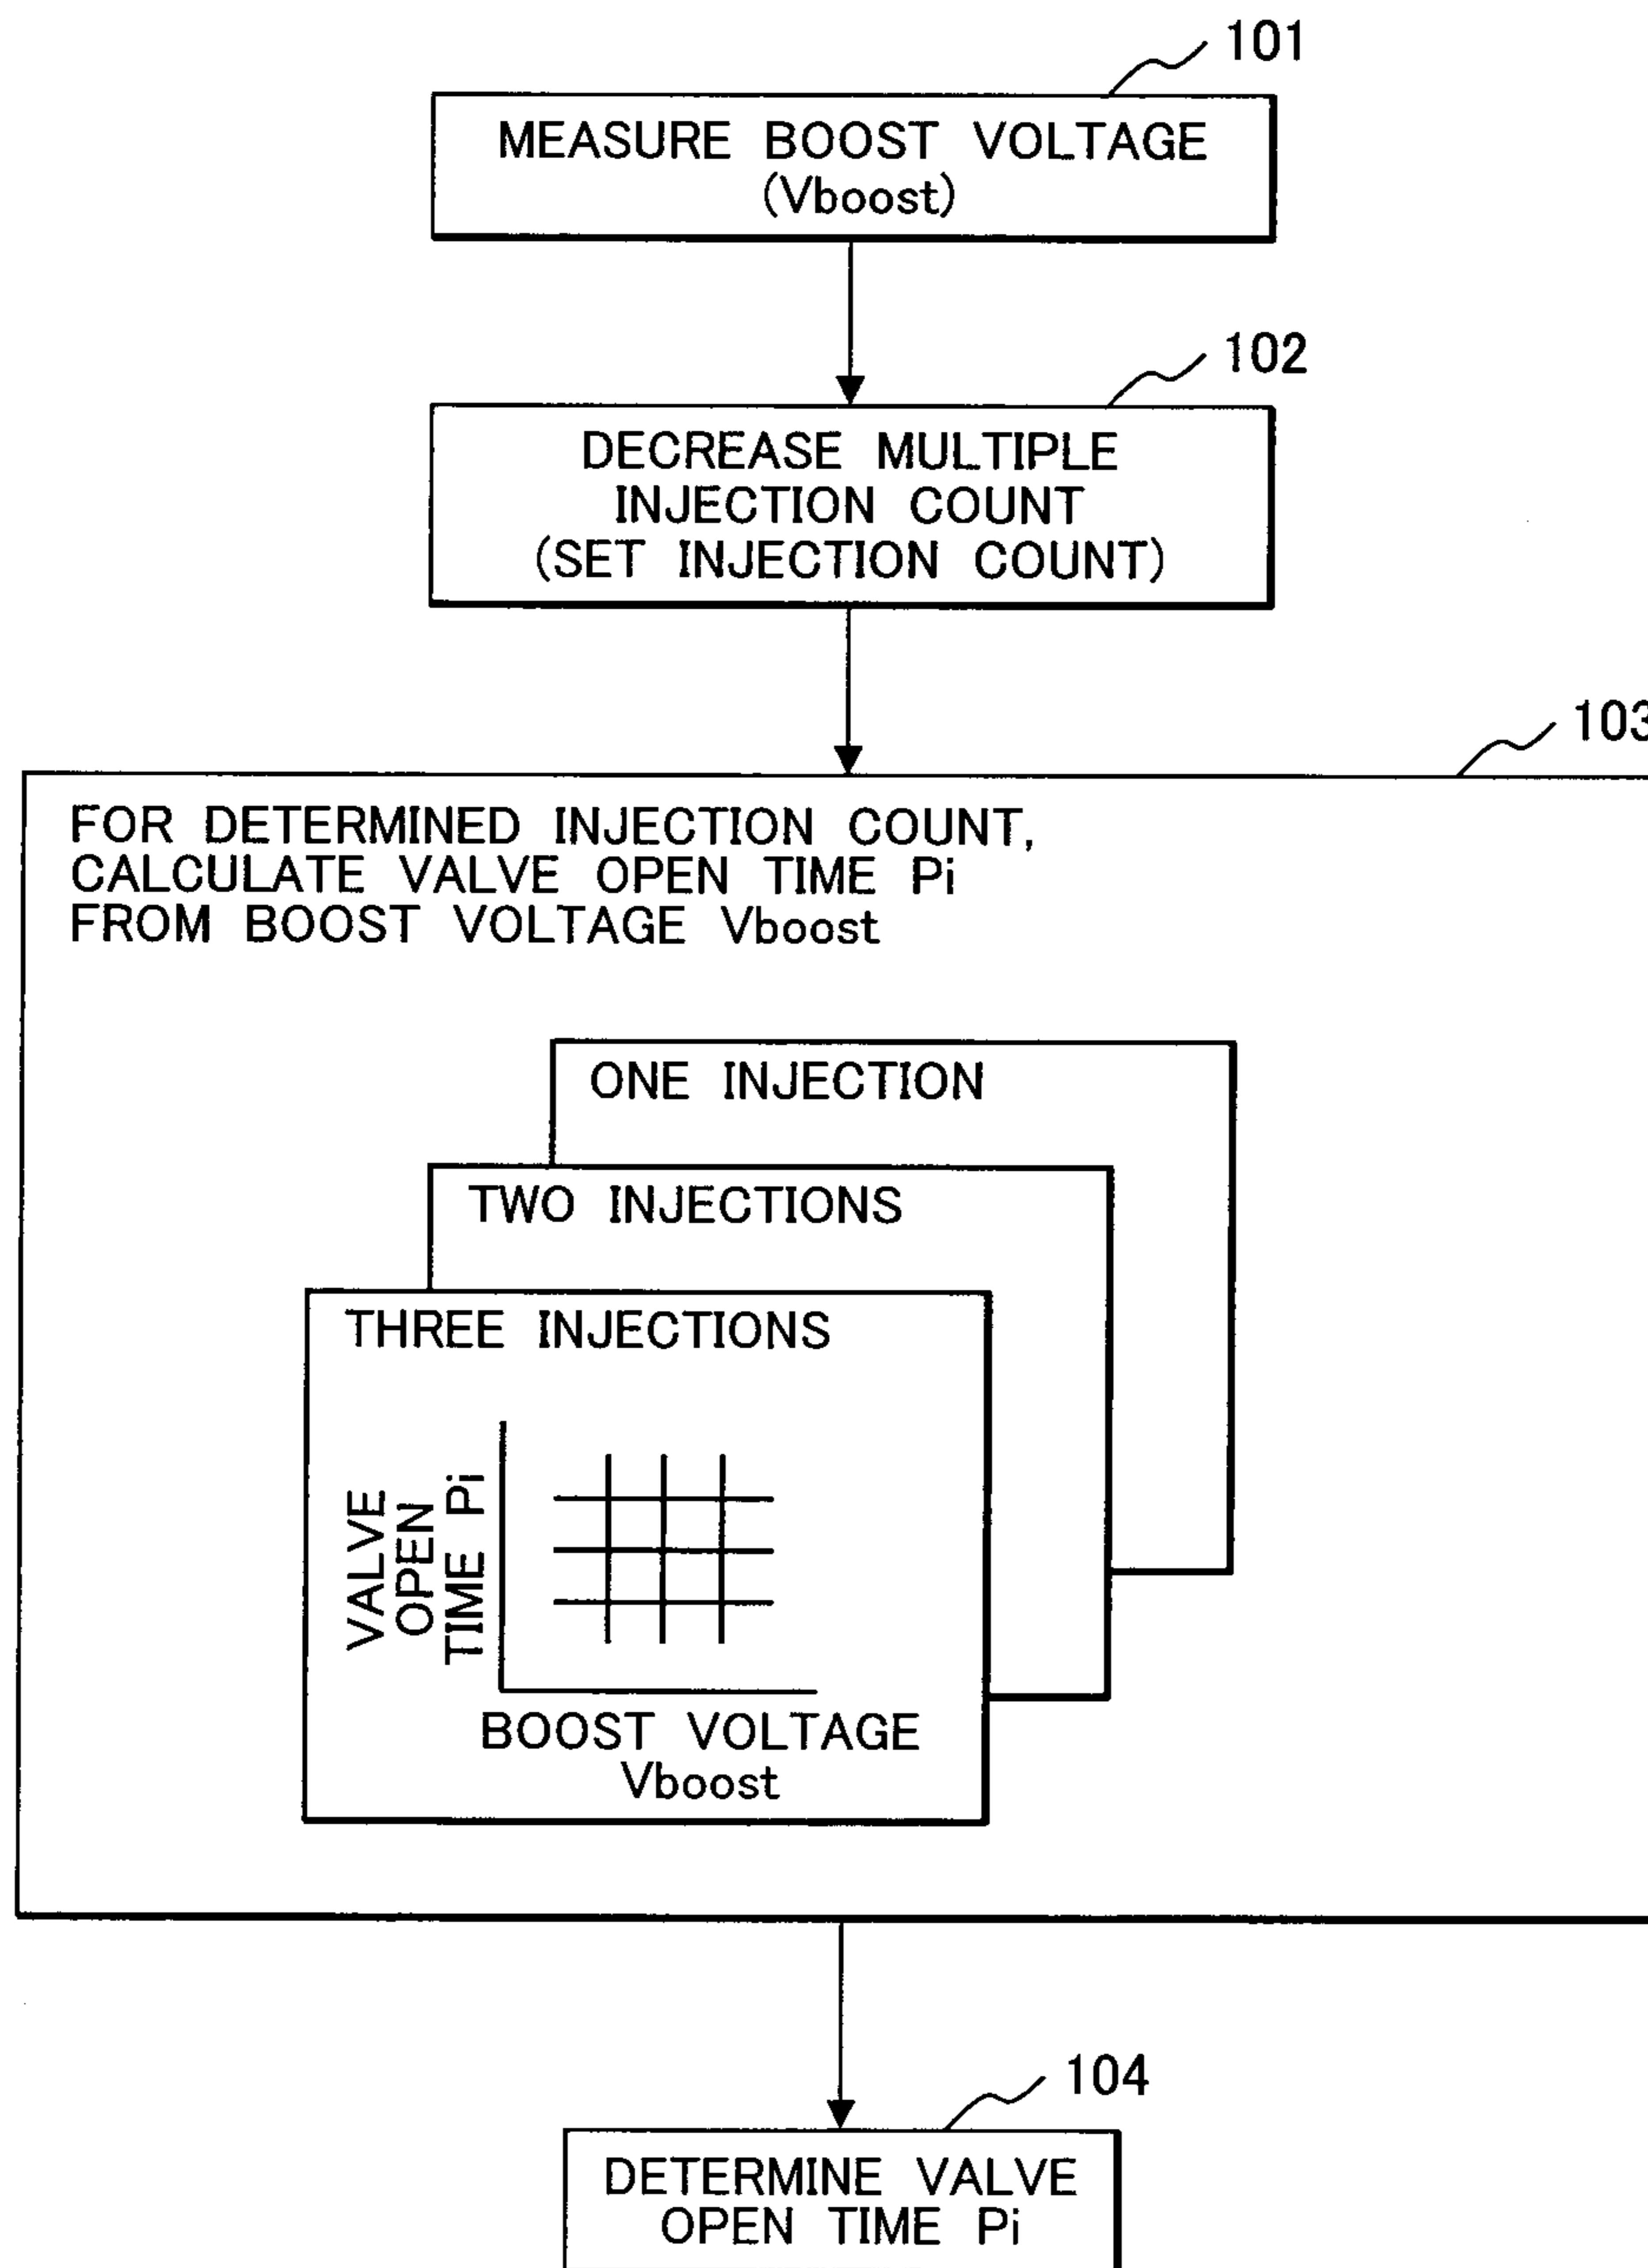 101
MEASURE BOOST VOLTAGE
(Vboost)
102
DECREASE MULTIPLE
INJECTION COUNT
(SET INJECTION COUNT)
103
FOR DETERMINED INJECTION COUNT,
CALCULATE VALVE OPEN TIME Pi
FROM BOOST VOLTAGE Vboost
ONE INJECTION
TWO INJECTIONS
THREE INJECTIONS
VALVE
OPEN
TIME Pi
BOOST VOLTAGE
Vboost
104
DETERMINE VALVE
OPEN TIME Pi